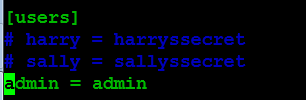 [users]
# harry = harryssecret
# sally = sallyssecret
admin = admin